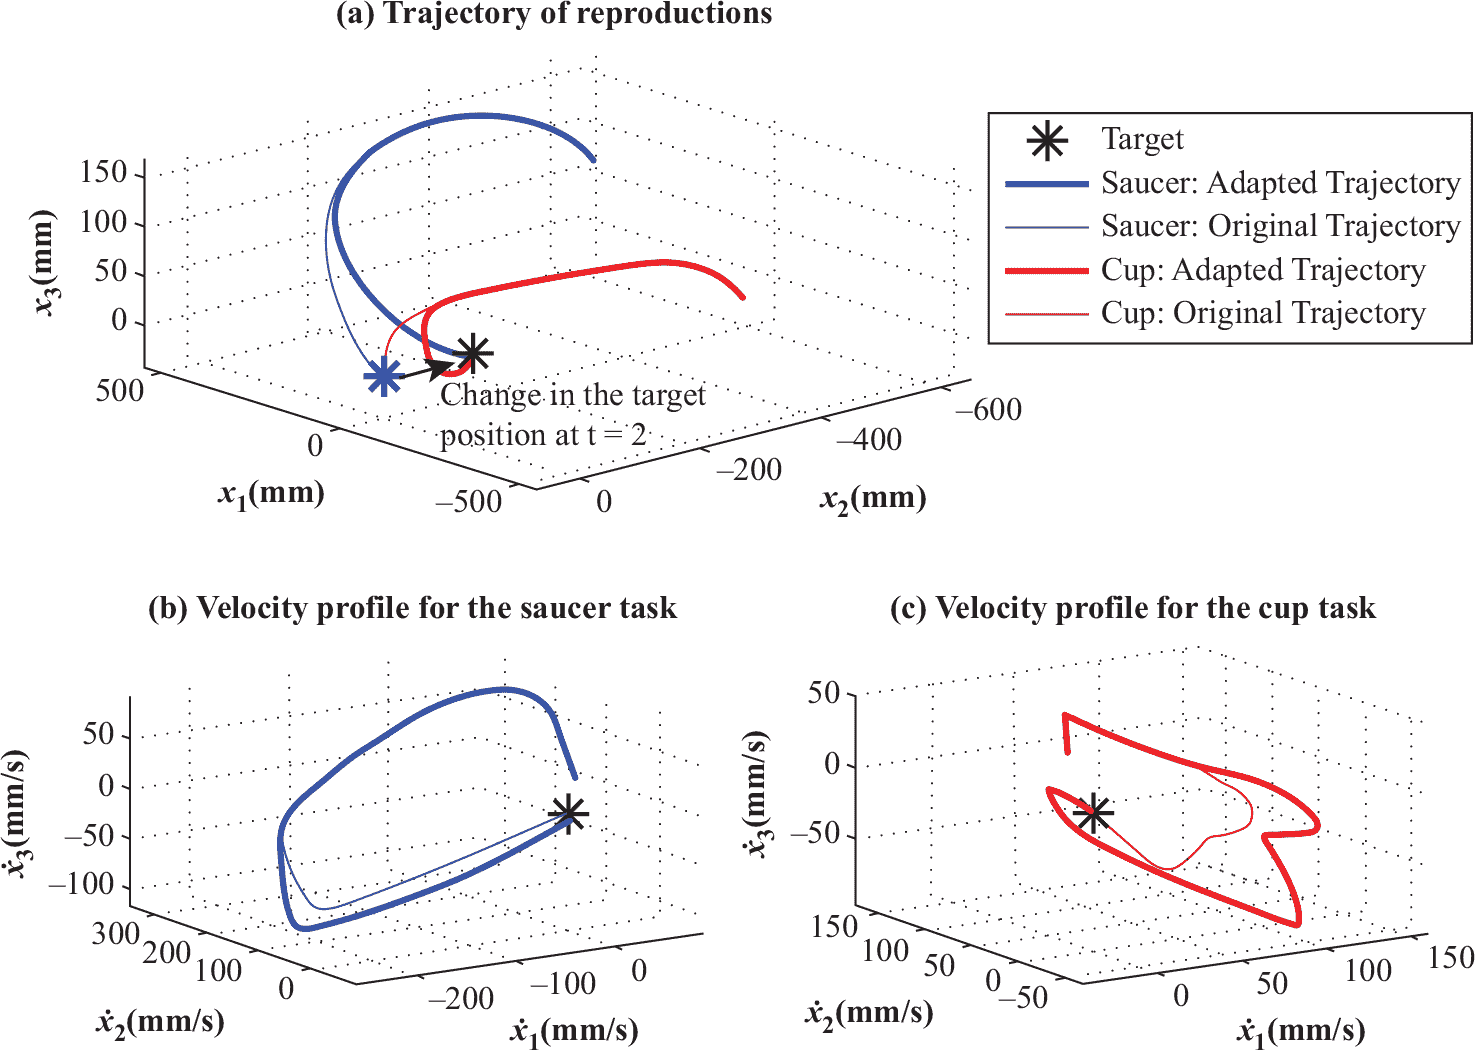 (a) Trajectory of reproductions
150
100
50
0
x3(mm)
500
0
–500
x1(mm)
0
–200
–400
–600
x2(mm)
Change in the target
position at t = 2
Target
Saucer: Adapted Trajectory
Saucer: Original Trajectory
Cup: Adapted Trajectory
Cup: Original Trajectory
(b) Velocity profile for the saucer task
50
0
–50
–100
ẋ3(mm/s)
300
200
100
0
ẋ2(mm/s)
–200
–100
0
ẋ1(mm/s)
(c) Velocity profile for the cup task
50
0
–50
ẋ3(mm/s)
150
100
50
0
–50
ẋ2(mm/s)
0
50
100
150
ẋ1(mm/s)